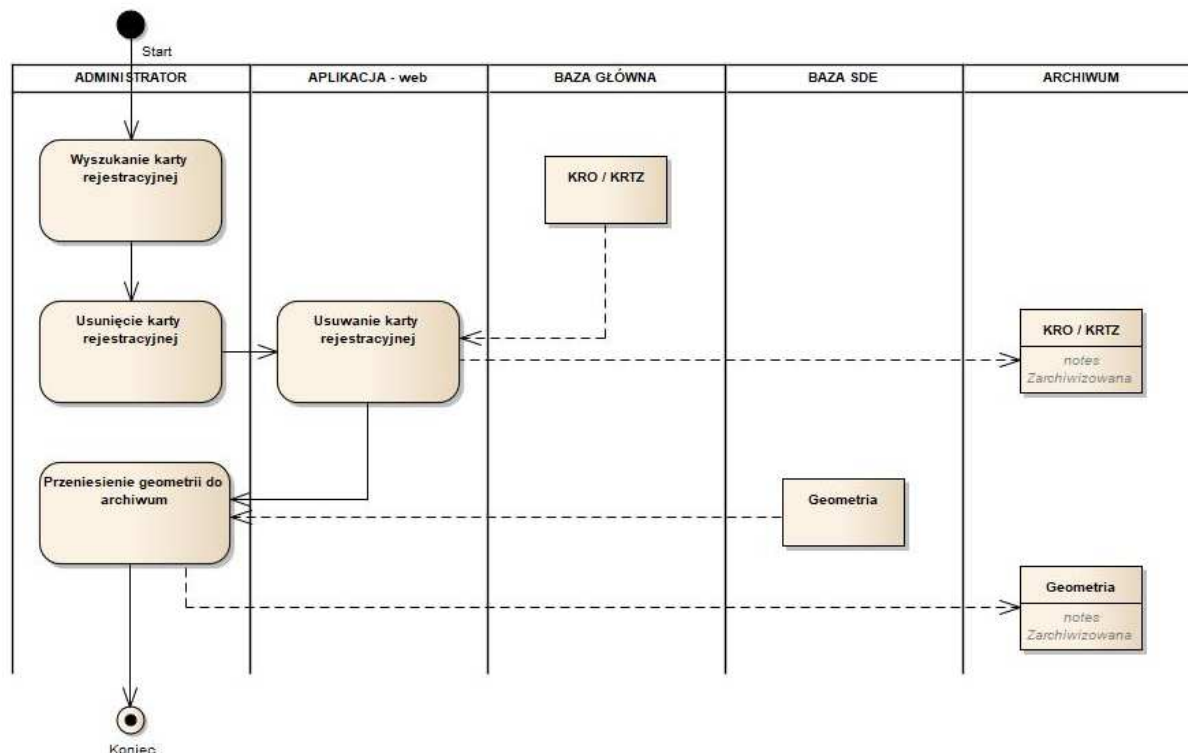 Start
ADMINISTRATOR
APLIKACJA - web
BAZA GŁÓWNA
BAZA SDE
ARCHIWUM
Wyszukanie karty
rejestracyjnej
KRO / KRTZ
Usunięcie karty
rejestracyjnej
Usuwanie karty
rejestracyjnej
KRO / KRTZ
notes
Zarchiwizowana
Przeniesienie geometrii do
archiwum
Geometria
Geometria
notes
Zarchiwizowana
Koniec